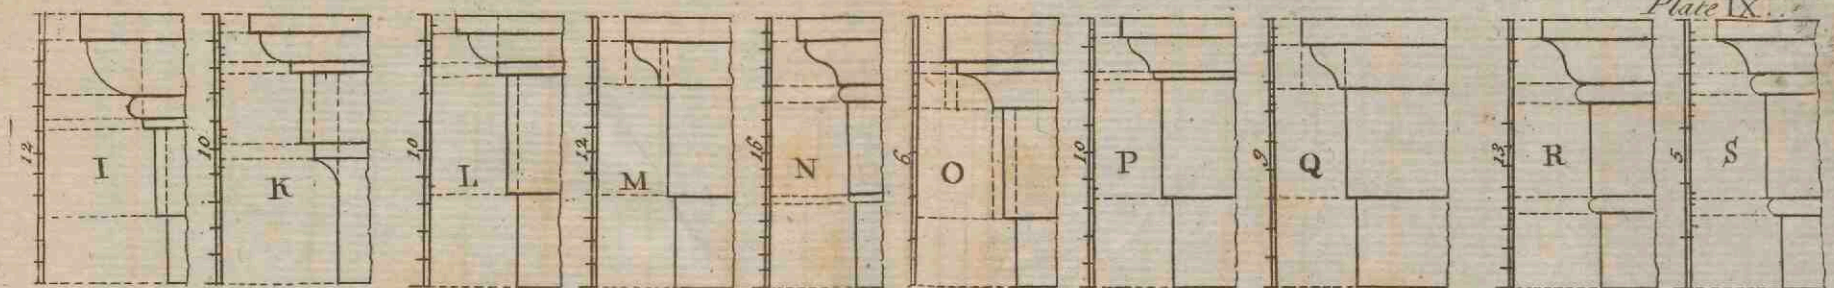 Plate IX.
12 I
10 K
10 L
12 M
16 N
6 O
10 P
9 Q
13 R
5 S